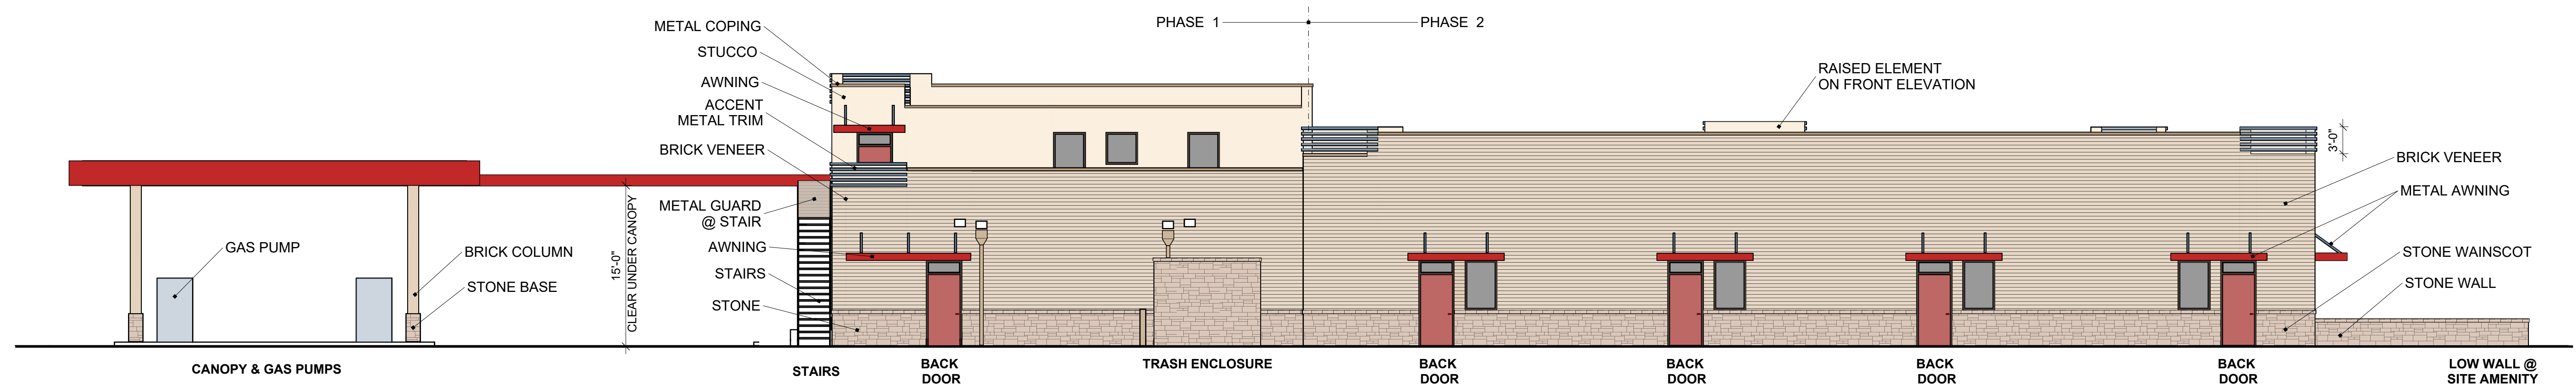 PHASE 1
PHASE 2
METAL COPING
STUCCO
AWNING
ACCENT
METAL TRIM
BRICK VENEER
METAL GUARD
@ STAIR
AWNING
STAIRS
STONE
RAISED ELEMENT
ON FRONT ELEVATION
3'-0"
BRICK VENEER
METAL AWNING
STONE WAINSCOT
STONE WALL
GAS PUMP
BRICK COLUMN
STONE BASE
15'-0"
CLEAR UNDER CANOPY
CANOPY & GAS PUMPS
STAIRS
BACK
DOOR
TRASH ENCLOSURE
BACK
DOOR
BACK
DOOR
BACK
DOOR
BACK
DOOR
LOW WALL @
SITE AMENITY